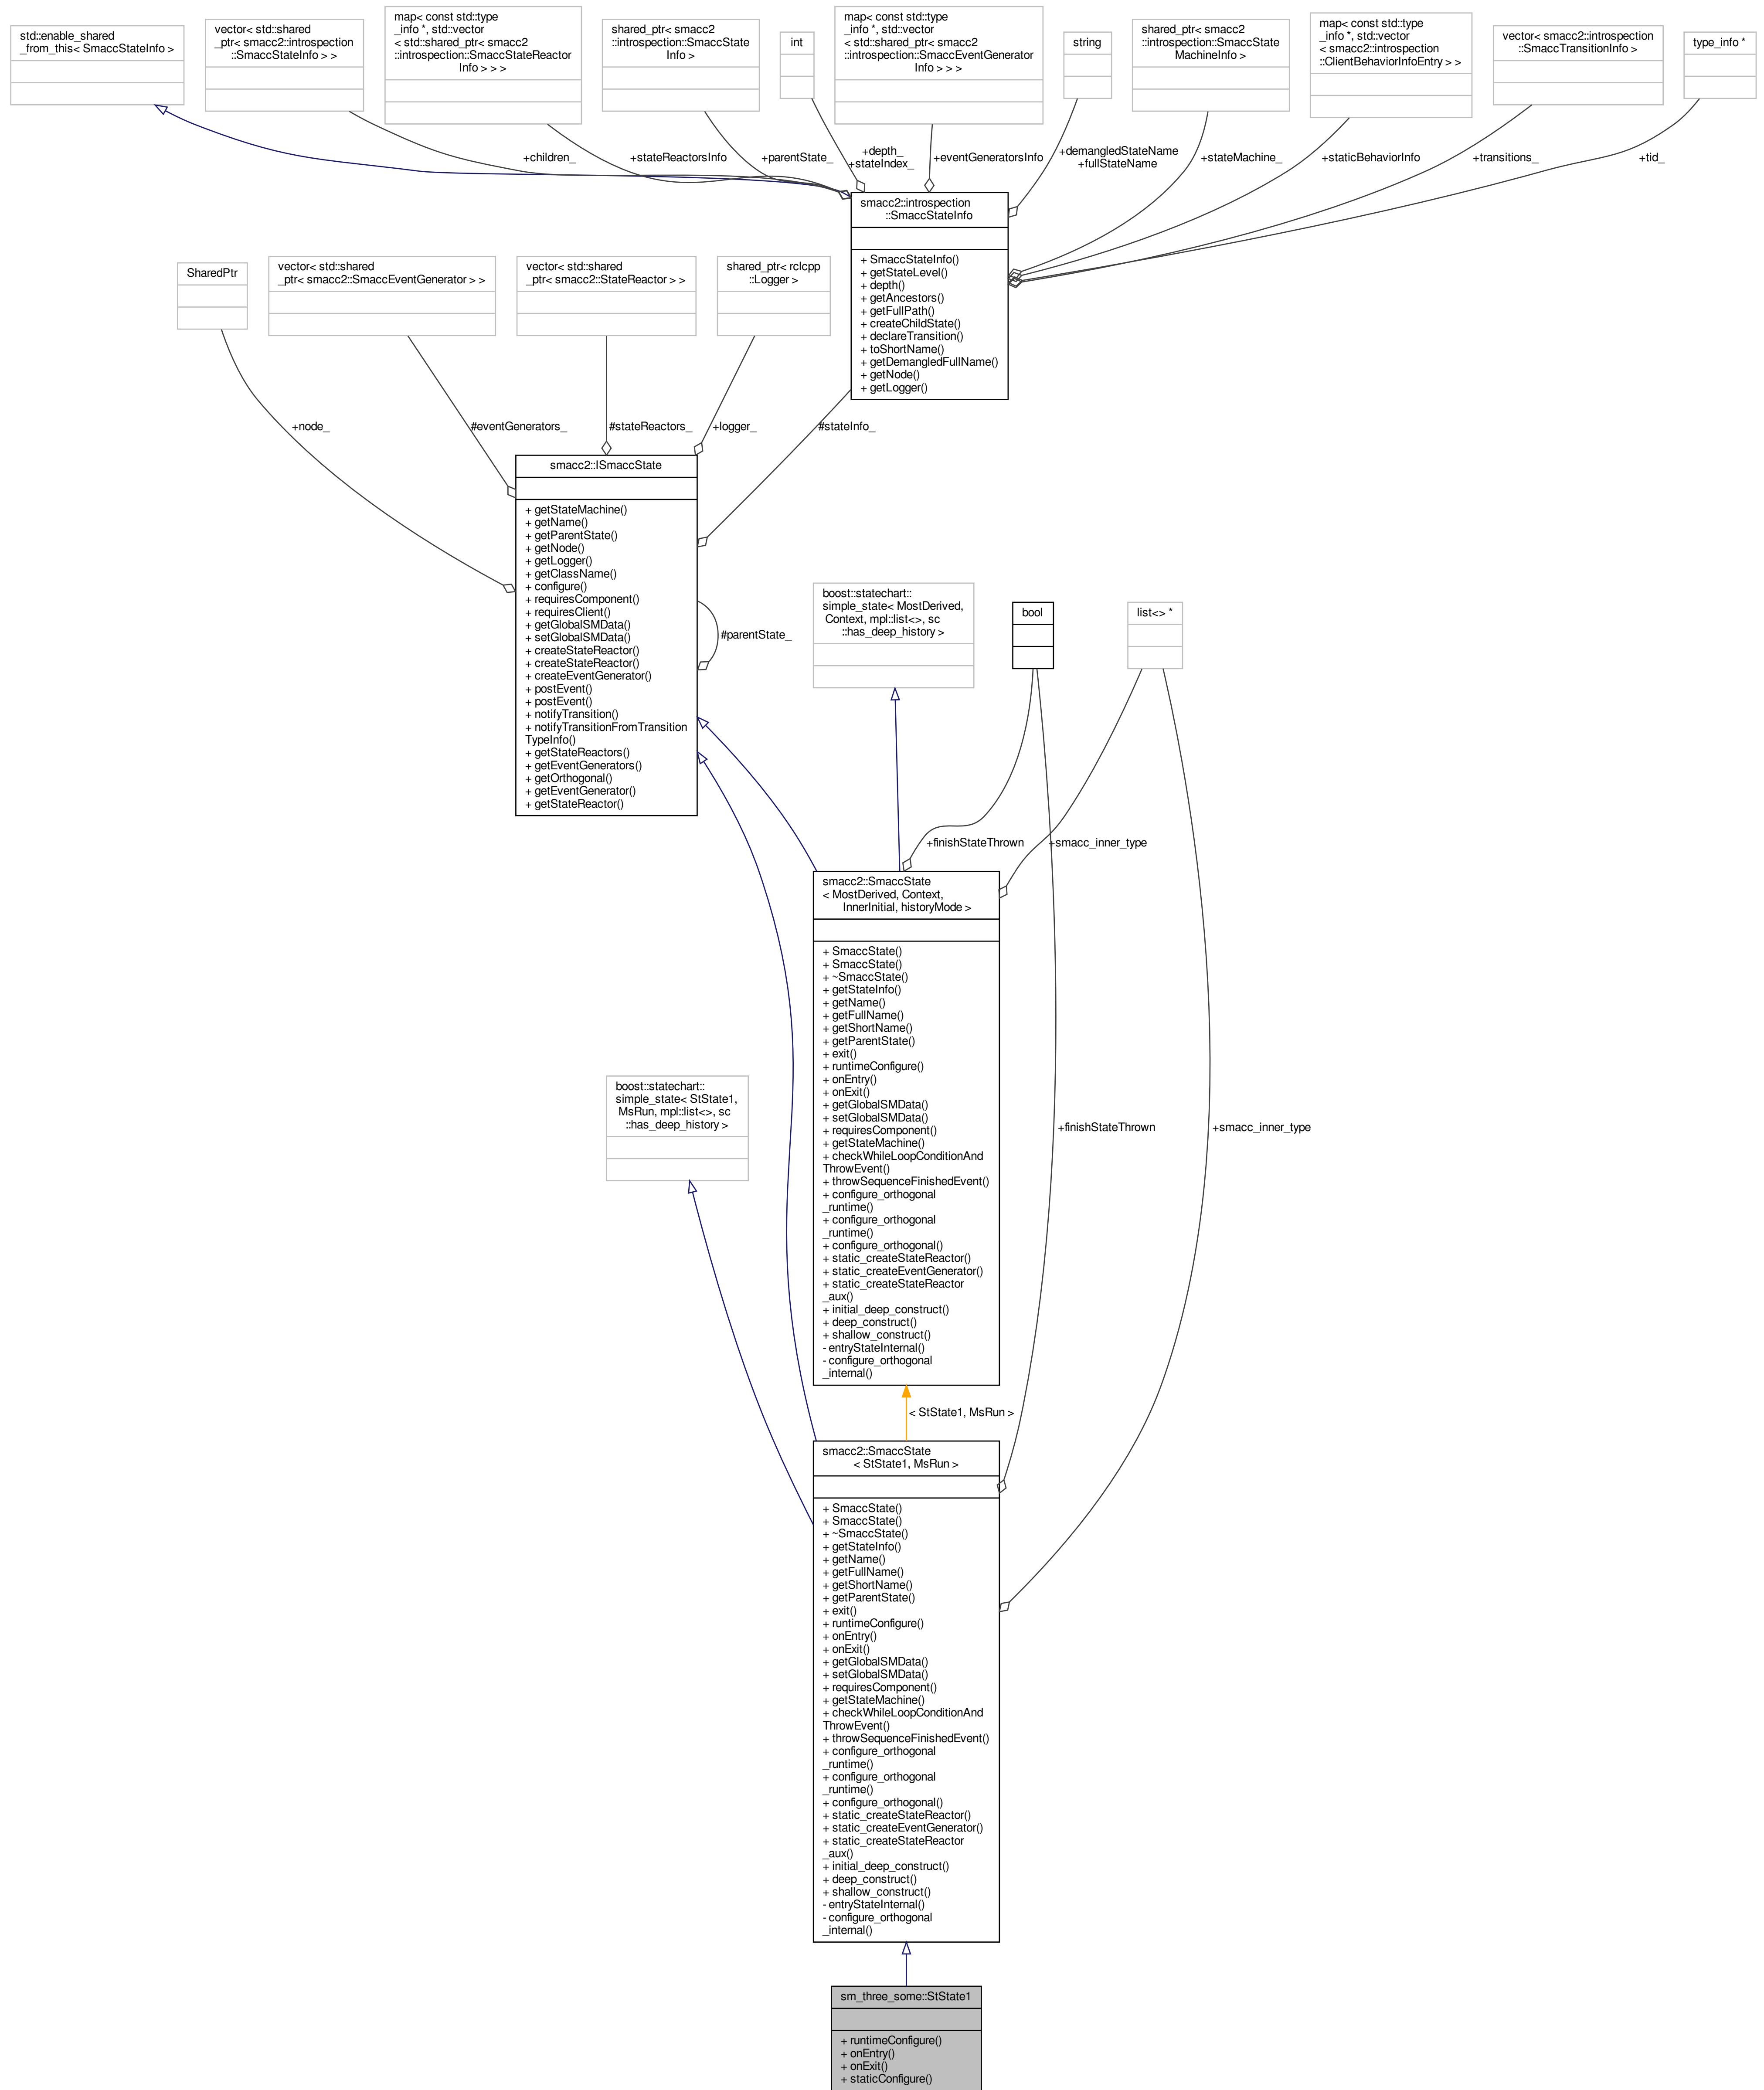 std::enable_shared
_from_this< SmaccStateInfo >
vector< std::shared
_ptr< smacc2::introspection
::SmaccStateInfo > >
map< const std::type
_info *, std::vector
< std::shared_ptr< smacc2
::introspection::SmaccStateReactor
Info > > >
shared_ptr< smacc2
::introspection::SmaccState
Info >
int
map< const std::type
_info *, std::vector
< std::shared_ptr< smacc2
::introspection::SmaccEventGenerator
Info > > >
string
shared_ptr< smacc2
::introspection::SmaccState
MachineInfo >
map< const std::type
_info *, std::vector
< smacc2::introspection
::ClientBehaviorInfoEntry > >
vector< smacc2::introspection
::SmaccTransitionInfo >
type_info *
+children_
+stateReactorsInfo
+parentState_
+depth_
+stateIndex_
+eventGeneratorsInfo
+demangledStateName
+fullStateName
+stateMachine_
+staticBehaviorInfo
+transitions_
+tid_
smacc2::introspection
::SmaccStateInfo
+ SmaccStateInfo()
+ getStateLevel()
+ depth()
+ getAncestors()
+ getFullPath()
+ createChildState()
+ declareTransition()
+ toShortName()
+ getDemangledFullName()
+ getNode()
+ getLogger()
SharedPtr
vector< std::shared
_ptr< smacc2::SmaccEventGenerator > >
vector< std::shared
_ptr< smacc2::StateReactor > >
shared_ptr< rclcpp
::Logger >
+node_
#eventGenerators_
#stateReactors_
+logger_
#stateInfo_
smacc2::ISmaccState
+ getStateMachine()
+ getName()
+ getParentState()
+ getNode()
+ getLogger()
+ getClassName()
+ configure()
+ requiresComponent()
+ requiresClient()
+ getGlobalSMData()
+ setGlobalSMData()
+ createStateReactor()
+ createStateReactor()
+ createEventGenerator()
+ postEvent()
+ postEvent()
+ notifyTransition()
+ notifyTransitionFromTransition
TypeInfo()
+ getStateReactors()
+ getEventGenerators()
+ getOrthogonal()
+ getEventGenerator()
+ getStateReactor()
#parentState_
boost::statechart::
simple_state< MostDerived,
Context, mpl::list<>, sc
::has_deep_history >
bool
list<> *
+finishStateThrown
+smacc_inner_type
smacc2::SmaccState
< MostDerived, Context,
InnerInitial, historyMode >
+ SmaccState()
+ SmaccState()
+ ~SmaccState()
+ getStateInfo()
+ getName()
+ getFullName()
+ getShortName()
+ getParentState()
+ exit()
+ runtimeConfigure()
+ onEntry()
+ onExit()
+ getGlobalSMData()
+ setGlobalSMData()
+ requiresComponent()
+ getStateMachine()
+ checkWhileLoopConditionAnd
ThrowEvent()
+ throwSequenceFinishedEvent()
+ configure_orthogonal
_runtime()
+ configure_orthogonal
_runtime()
+ configure_orthogonal()
+ static_createStateReactor()
+ static_createEventGenerator()
+ static_createStateReactor
_aux()
+ initial_deep_construct()
+ deep_construct()
+ shallow_construct()
- entryStateInternal()
- configure_orthogonal
_internal()
boost::statechart::
simple_state< StState1,
MsRun, mpl::list<>, sc
::has_deep_history >
+finishStateThrown
+smacc_inner_type
< StState1, MsRun >
smacc2::SmaccState
< StState1, MsRun >
+ SmaccState()
+ SmaccState()
+ ~SmaccState()
+ getStateInfo()
+ getName()
+ getFullName()
+ getShortName()
+ getParentState()
+ exit()
+ runtimeConfigure()
+ onEntry()
+ onExit()
+ getGlobalSMData()
+ setGlobalSMData()
+ requiresComponent()
+ getStateMachine()
+ checkWhileLoopConditionAnd
ThrowEvent()
+ throwSequenceFinishedEvent()
+ configure_orthogonal
_runtime()
+ configure_orthogonal
_runtime()
+ configure_orthogonal()
+ static_createStateReactor()
+ static_createEventGenerator()
+ static_createStateReactor
_aux()
+ initial_deep_construct()
+ deep_construct()
+ shallow_construct()
- entryStateInternal()
- configure_orthogonal
_internal()
sm_three_some::StState1
+ runtimeConfigure()
+ onEntry()
+ onExit()
+ staticConfigure()